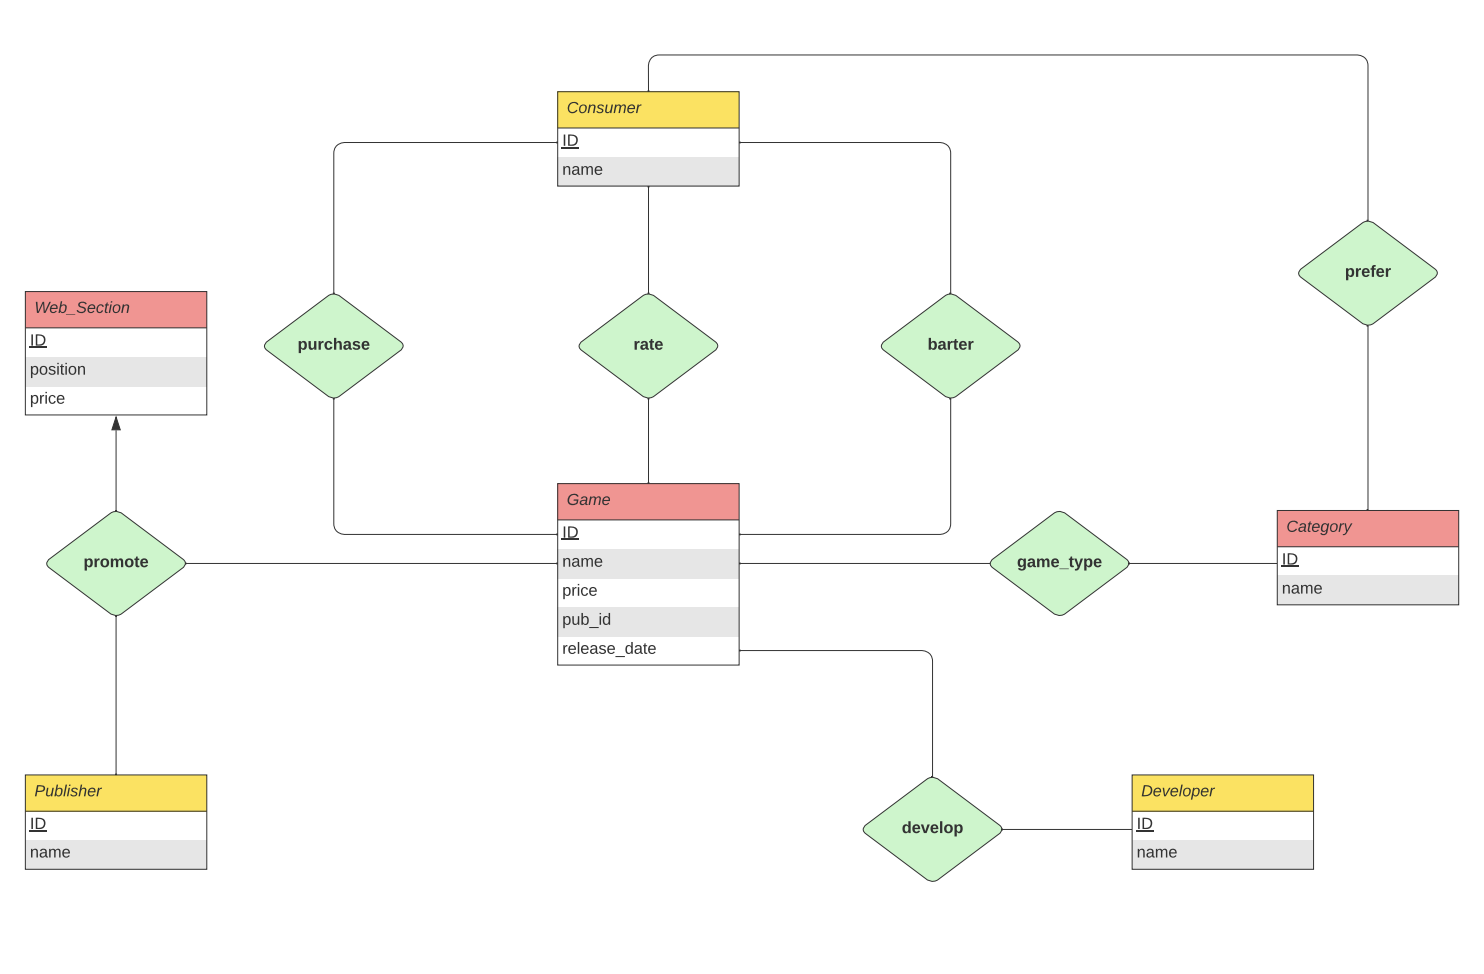 Consumer
ID
name
prefer
Web_Section
ID
position
price
purchase
rate
barter
Game
ID
name
price
pub_id
release_date
promote
game_type
Category
ID
name
Publisher
ID
name
develop
Developer
ID
name